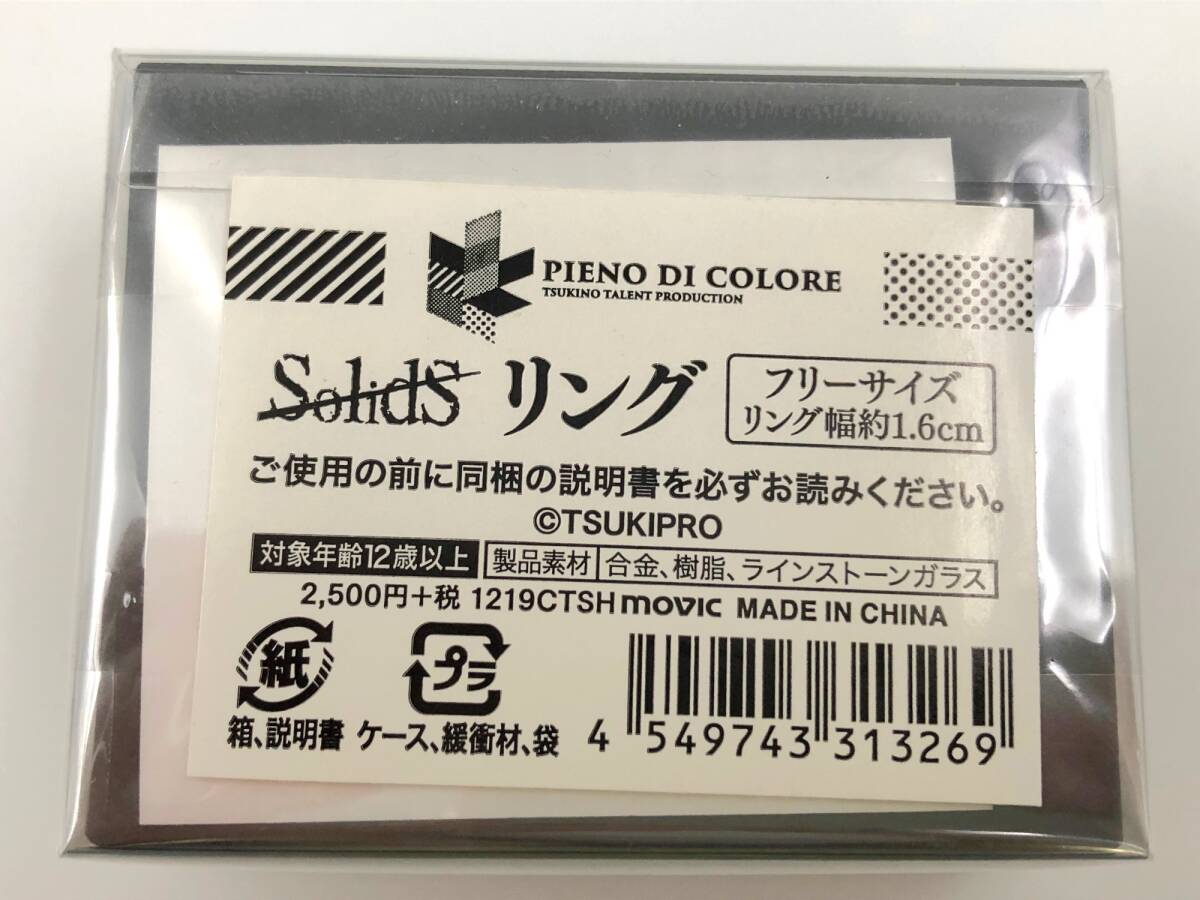 PIENO DI COLORE
TSUKINO TALENT PRODUCTION
SolidS リング
フリーサイズ
リング幅約1.6cm
ご使用の前に同梱の説明書を必ずお読みください。
©TSUKIPRO
対象年齢12歳以上 製品素材 合金、樹脂、ラインストーンガラス
2,500円+税 1219CTSH movic MADE IN CHINA
紙 プラ
箱、説明書 ケース、緩衝材、袋
4 549743 313269